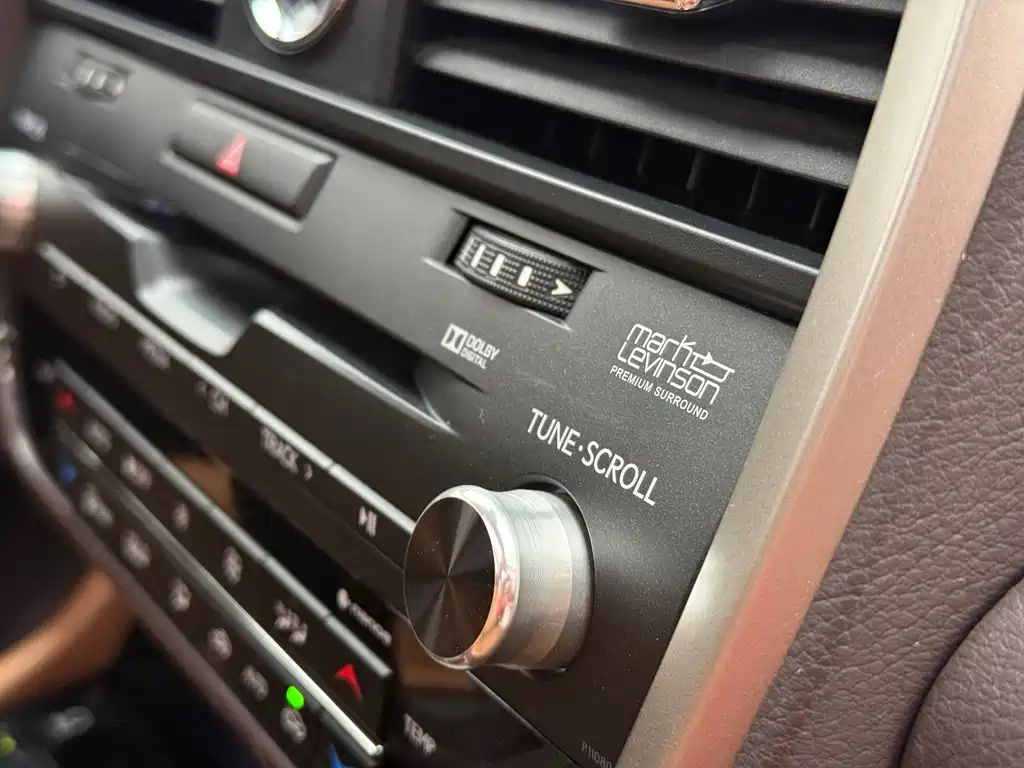 DOLBY
DIGITAL
mark
LEVINSON
PREMIUM SURROUND
TUNE·SCROLL
TRACK
TEMP